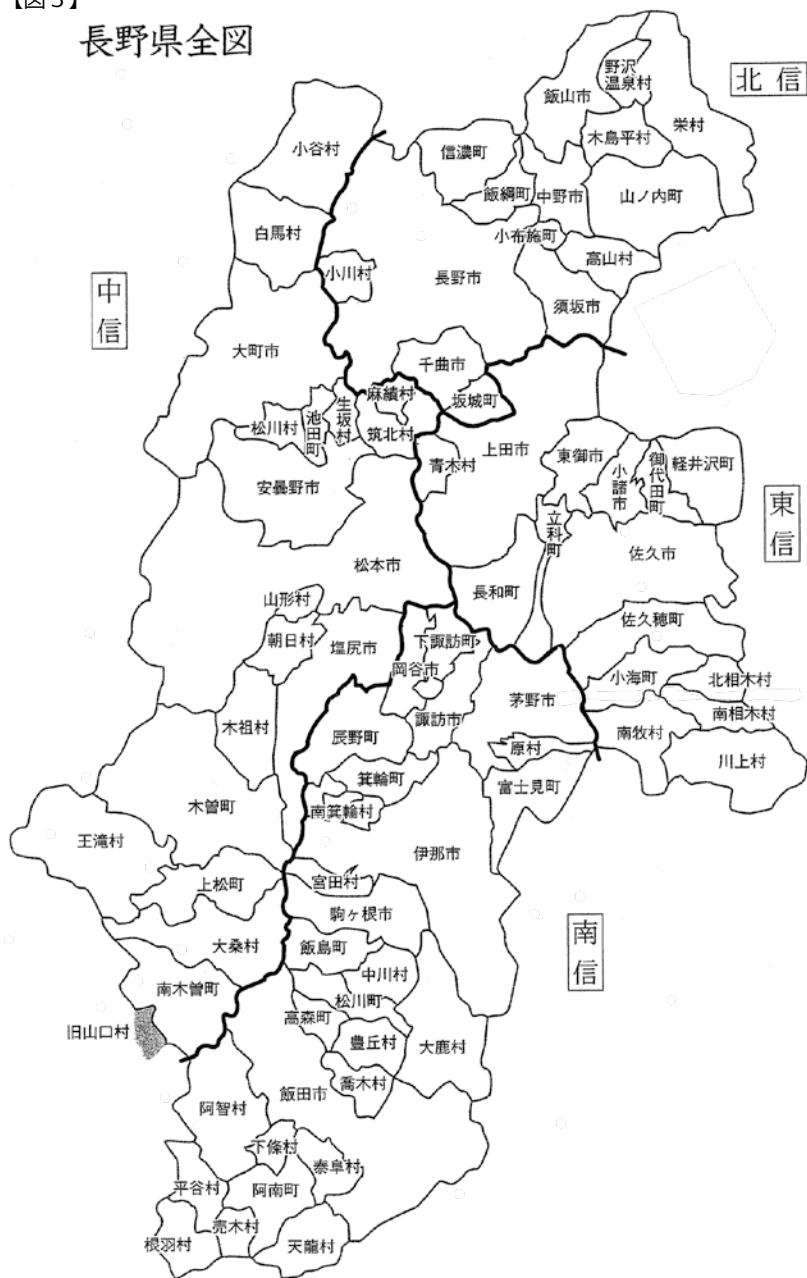 【図3】
長野県全図
北信
野沢
温泉村
飯山市
栄村
木島平村
小谷村
信濃町
飯綱町
中野市
山ノ内町
白馬村
小布施町
高山村
小川村
長野市
須坂市
中信
大町市
千曲市
麻績村
坂城町
生坂村
池田町
松川村
筑北村
上田市
青木村
東御市
小諸市
御代田町
軽井沢町
安曇野市
東信
立科町
佐久市
松本市
長和町
山形村
佐久穂町
朝日村
塩尻市
下諏訪町
岡谷市
小海町
北相木村
茅野市
南相木村
木祖村
諏訪市
辰野町
南牧村
原村
川上村
箕輪町
富士見町
木曽町
南箕輪村
王滝村
伊那市
上松町
宮田村
駒ヶ根市
南信
大桑村
飯島町
中川村
南木曽町
松川町
高森町
旧山口村
豊丘村
大鹿村
喬木村
飯田市
阿智村
下條村
泰阜村
平谷村
阿南町
売木村
根羽村
天龍村